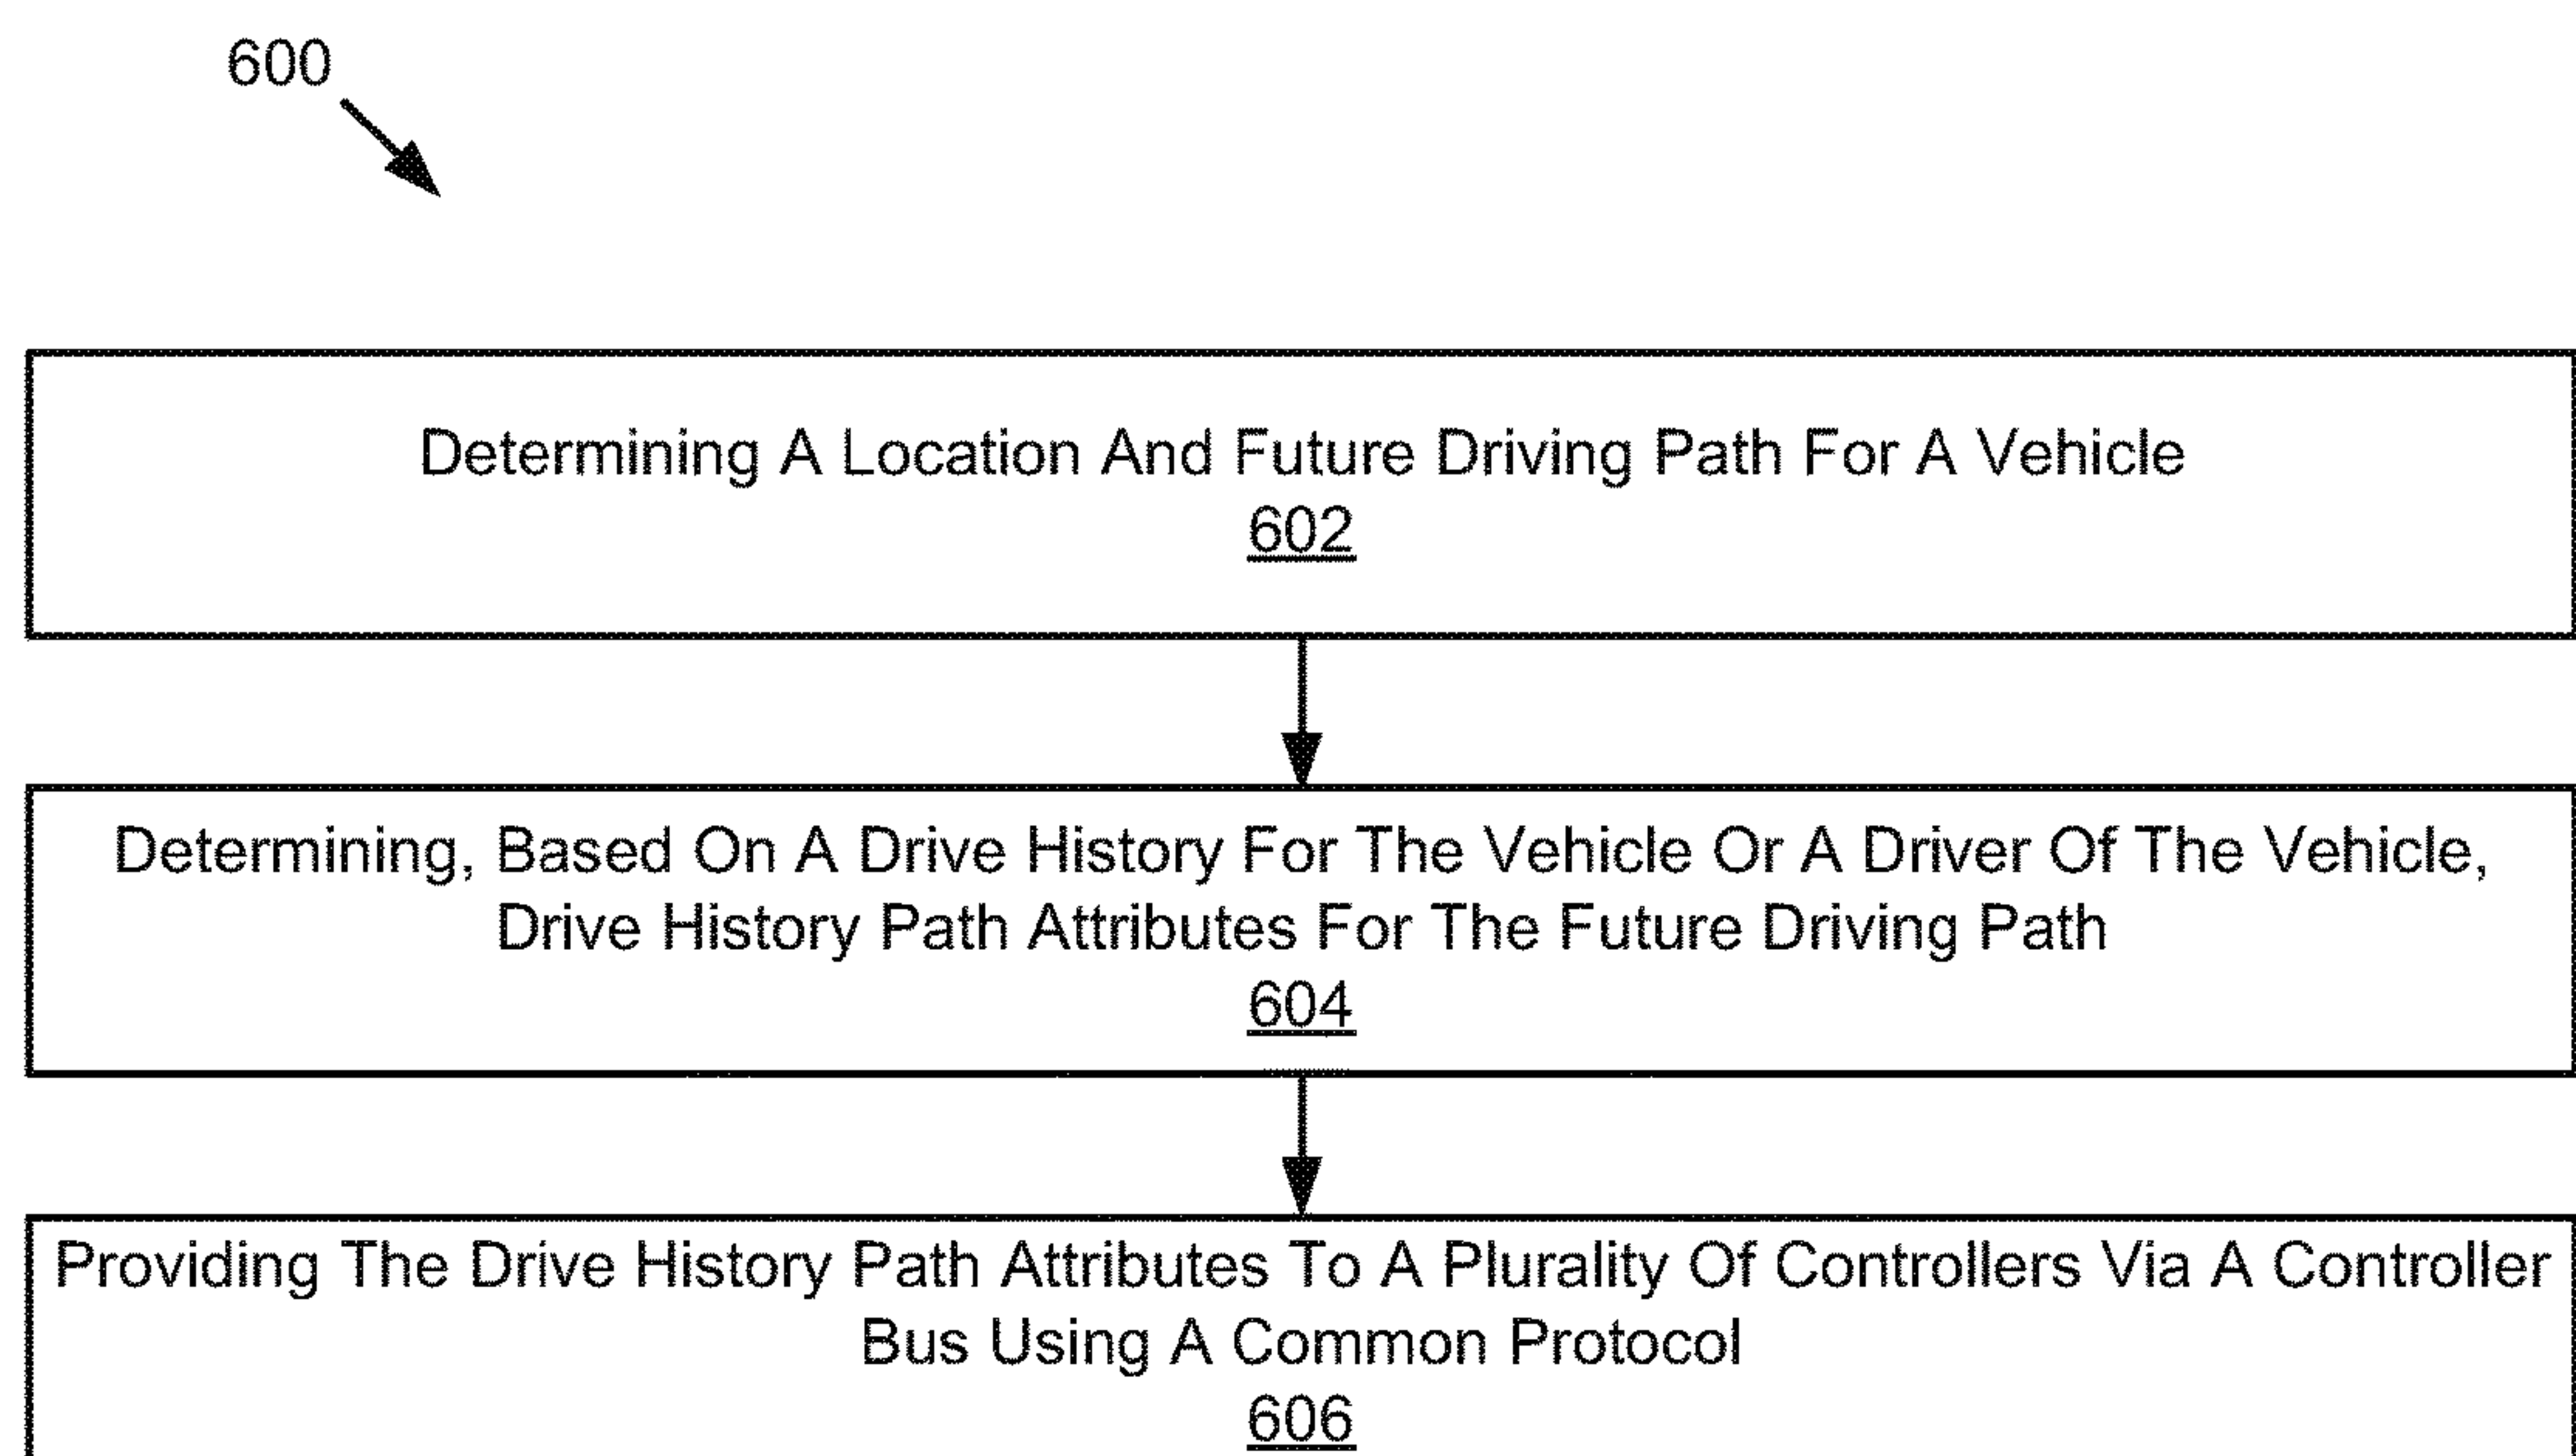 600
Determining A Location And Future Driving Path For A Vehicle
602
Determining, Based On A Drive History For The Vehicle Or A Driver Of The Vehicle,
Drive History Path Attributes For The Future Driving Path
604
Providing The Drive History Path Attributes To A Plurality Of Controllers Via A Controller
Bus Using A Common Protocol
606